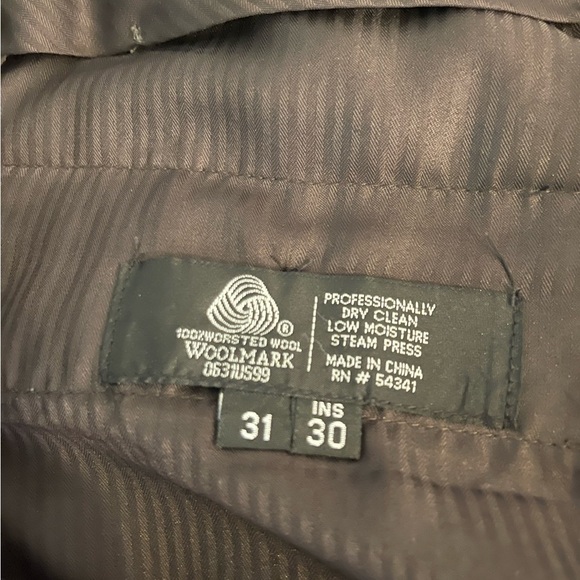 ®
100% WORSTED WOOL
WOOLMARK
0631US99
PROFESSIONALLY
DRY CLEAN
LOW MOISTURE
STEAM PRESS
MADE IN CHINA
RN # 54341
31
INS
30